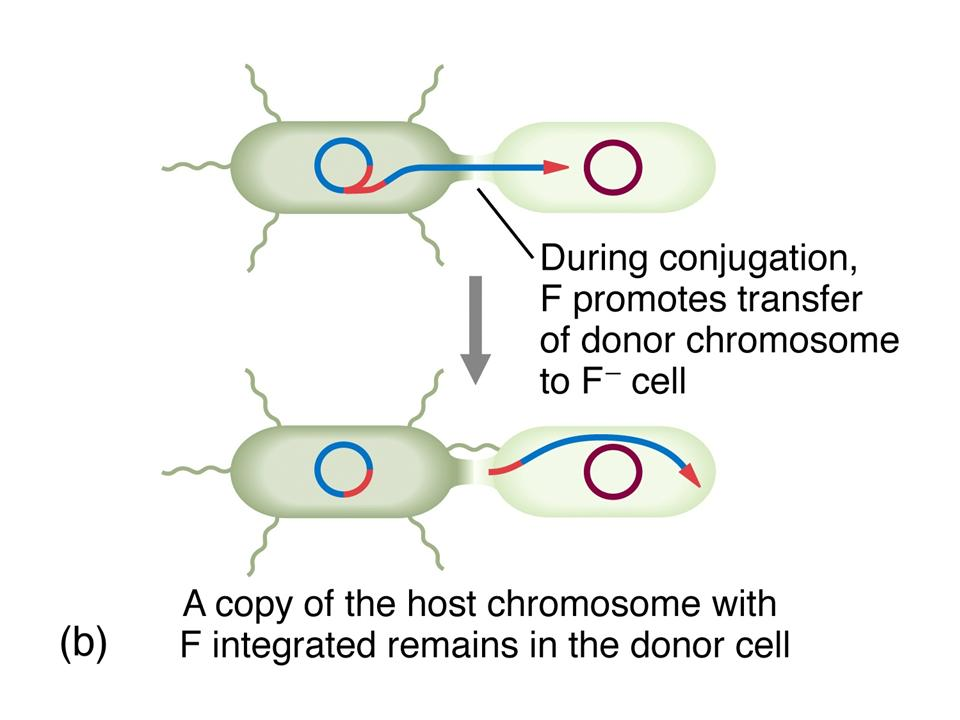 During conjugation,
F promotes transfer
of donor chromosome
to F⁻ cell
A copy of the host chromosome with
(b) F integrated remains in the donor cell